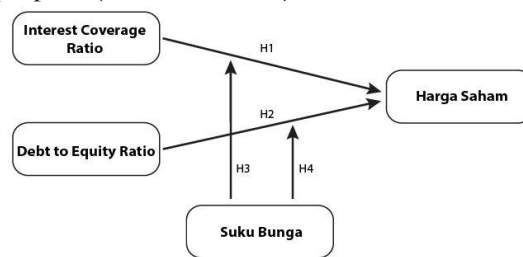 Interest Coverage
Ratio
H1
Harga Saham
H2
Debt to Equity Ratio
H3
H4
Suku Bunga